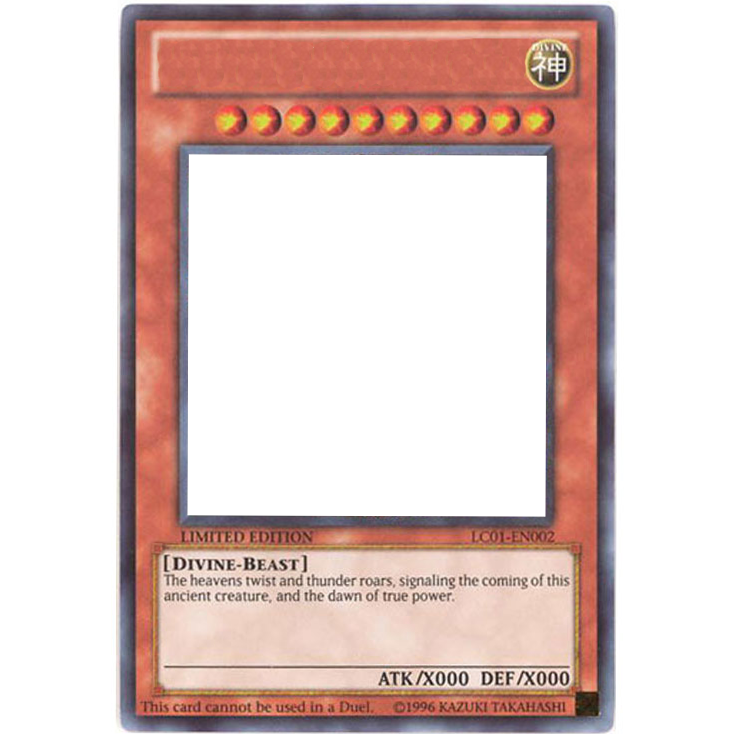 DIVINE
神
LIMITED EDITION LC01-EN002
[DIVINE-BEAST]
The heavens twist and thunder roars, signaling the coming of this
ancient creature, and the dawn of true power.
ATK/X000 DEF/X000
This card cannot be used in a Duel. ©1996 KAZUKI TAKAHASHI